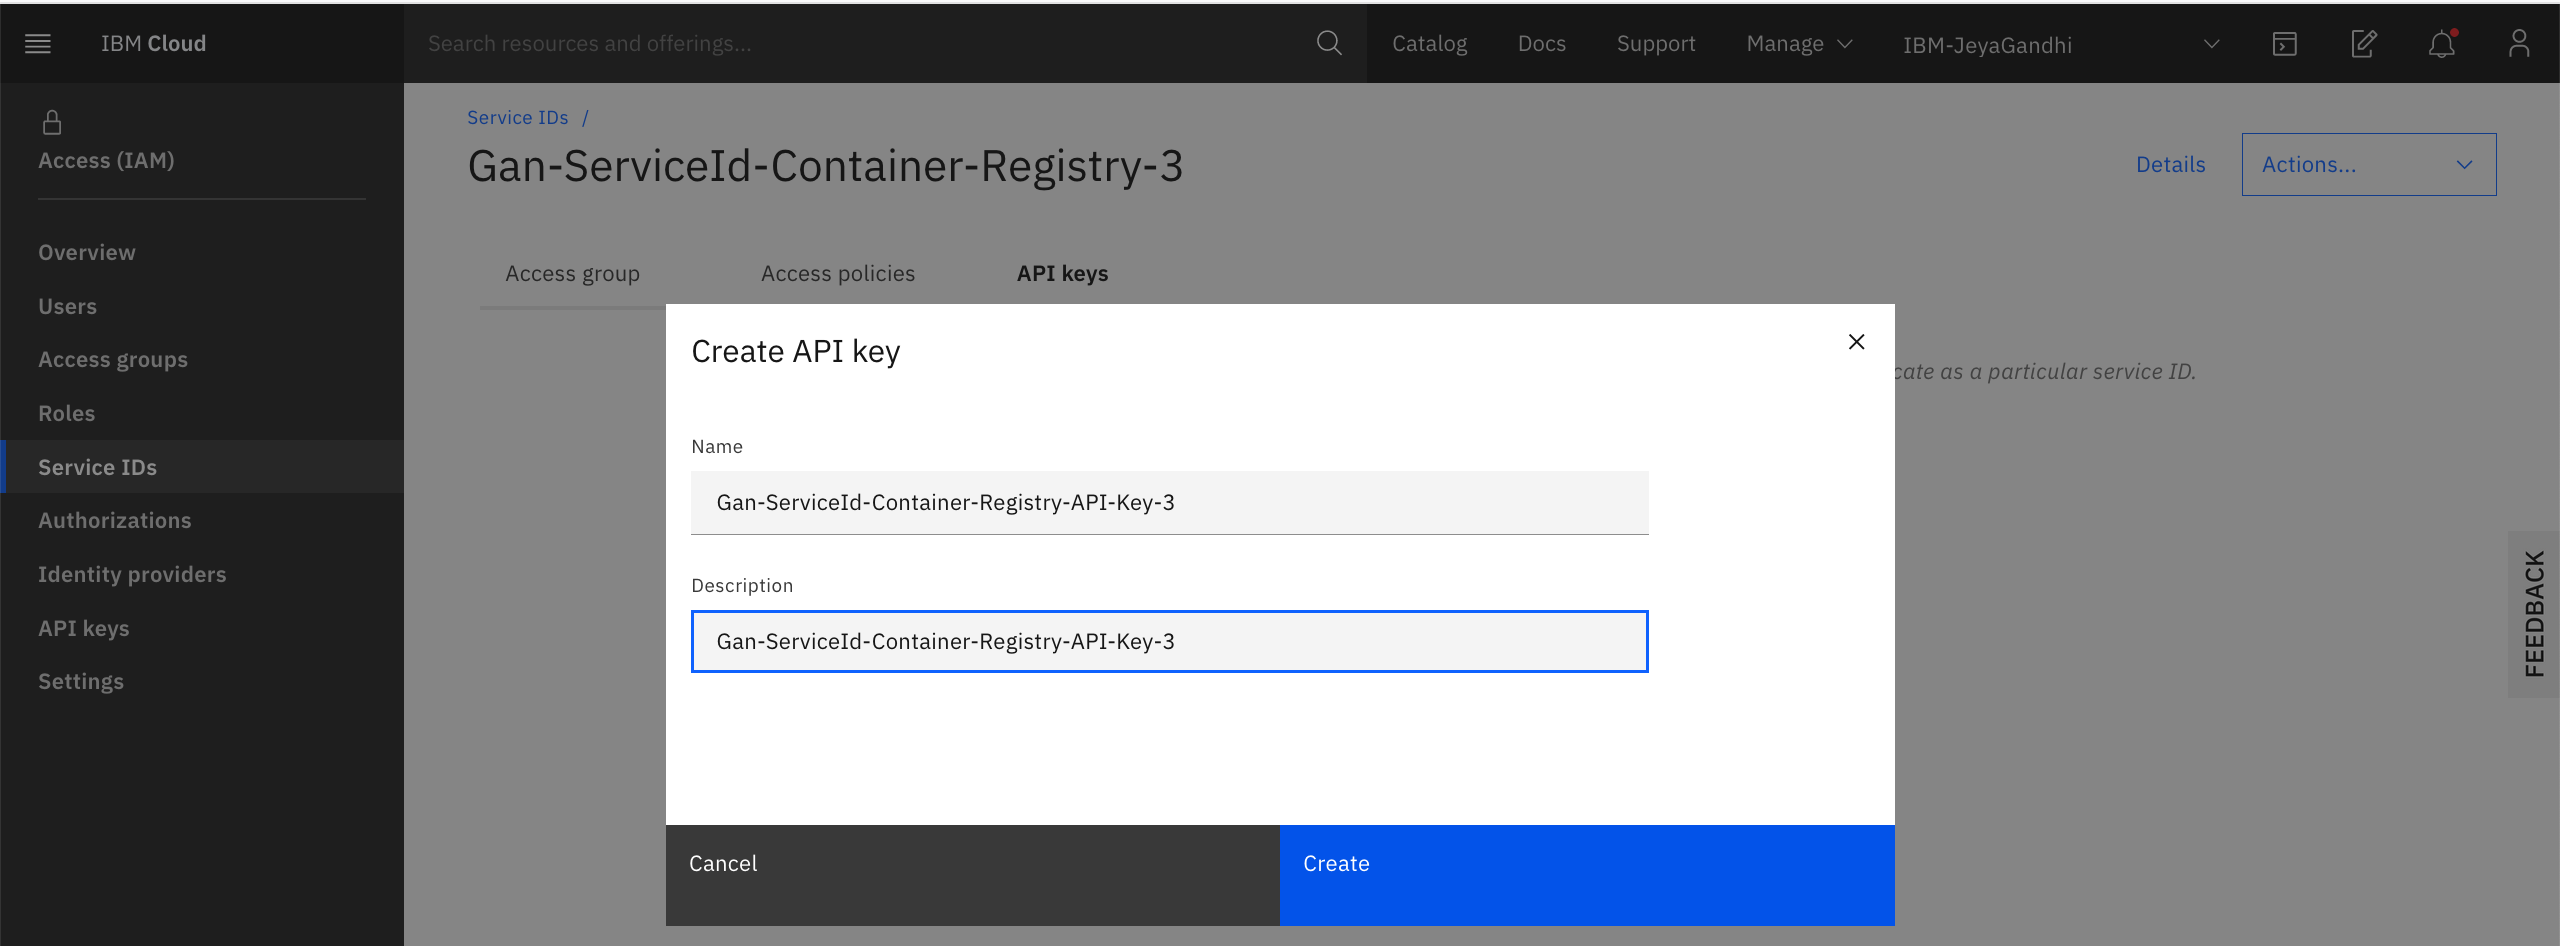 IBM Cloud
Search resources and offerings...
Catalog
Docs
Support
Manage
IBM-JeyaGandhi
Access (IAM)
Overview
Users
Access groups
Roles
Service IDs
Authorizations
Identity providers
API keys
Settings
Service IDs /
Gan-ServiceId-Container-Registry-3
Details
Actions...
Access group
Access policies
API keys
cate as a particular service ID.
Create API key
Name
Gan-ServiceId-Container-Registry-API-Key-3
Description
Gan-ServiceId-Container-Registry-API-Key-3
Cancel
Create
FEEDBACK